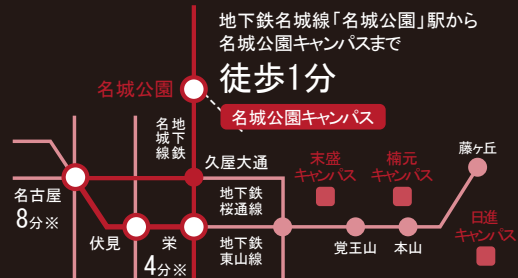 地下鉄名城線「名城公園」駅から
名城公園キャンパスまで
徒歩1分
名城公園
名城公園キャンパス
地下鉄
名城線
久屋大通
末盛
キャンパス
楠元
キャンパス
藤ヶ丘
名古屋
8分※
地下鉄
桜通線
日進
キャンパス
伏見
栄
4分※
地下鉄
東山線
覚王山
本山